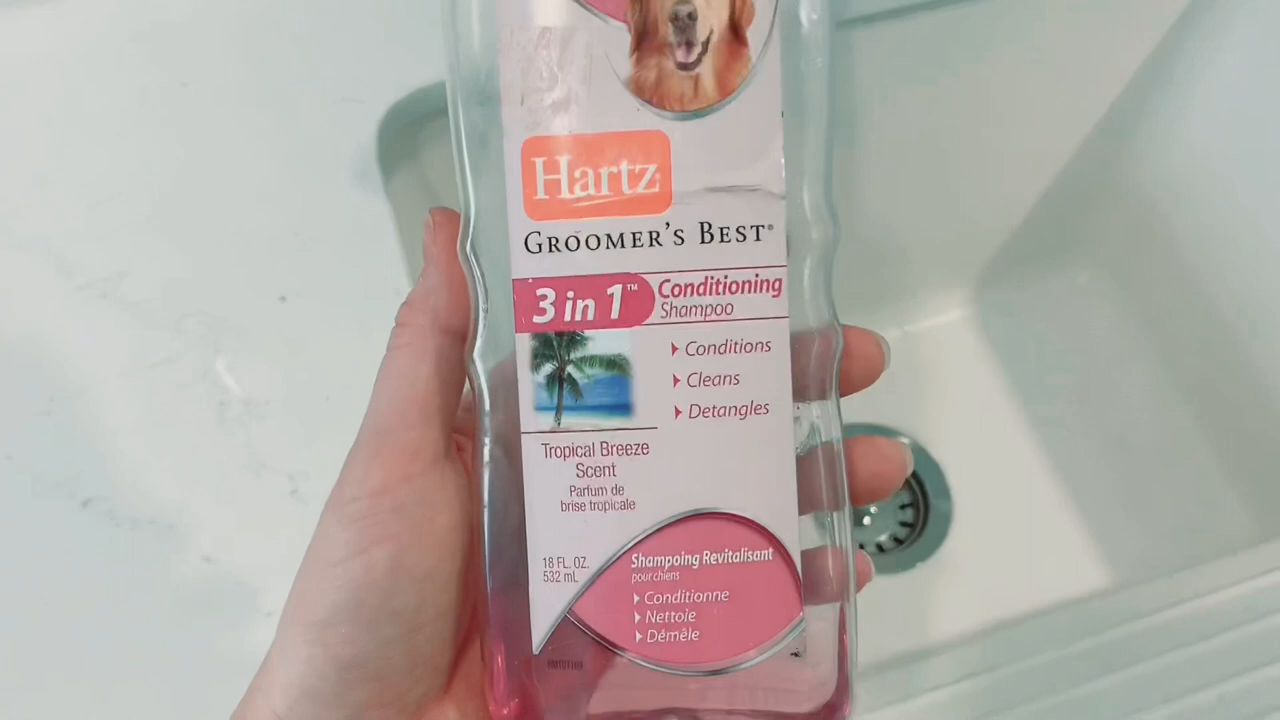 Hartz
GROOMER'S BEST®
3 in 1™
Conditioning
Shampoo
Conditions
Cleans
Detangles
Tropical Breeze
Scent
Parfum de
brise tropicale
18 FL. OZ.
532 mL
Shampoing Revitalisant
pour chiens
Conditionne
Nettoie
Démêle